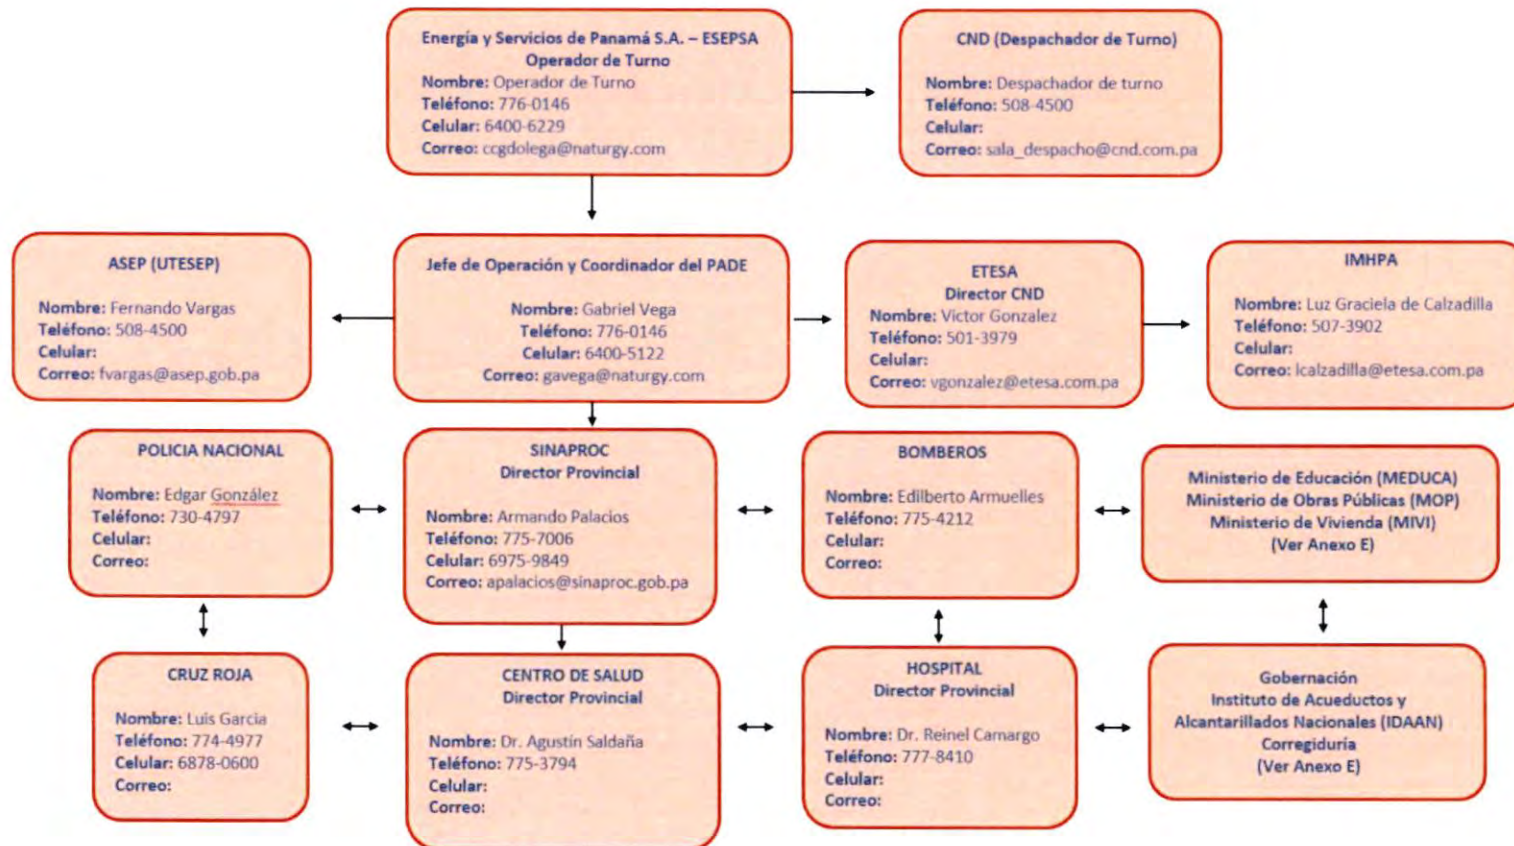 Energía y Servicios de Panamá S.A. – ESEPSA
Operador de Turno
Nombre: Operador de Turno
Teléfono: 776-0146
Celular: 6400-6229
Correo: ccgdolega@naturgy.com
CND (Despachador de Turno)
Nombre: Despachador de turno
Teléfono: 508-4500
Celular:
Correo: sala_despacho@cnd.com.pa
ASEP (UTESEP)
Nombre: Fernando Vargas
Teléfono: 508-4500
Celular:
Correo: fvargas@asep.gob.pa
Jefe de Operación y Coordinador del PADE
Nombre: Gabriel Vega
Teléfono: 776-0146
Celular: 6400-5122
Correo: gavega@naturgy.com
ETESA
Director CND
Nombre: Victor Gonzalez
Teléfono: 501-3979
Celular:
Correo: vgonzalez@etesa.com.pa
IMHPA
Nombre: Luz Graciela de Calzadilla
Teléfono: 507-3902
Celular:
Correo: lcalzadilla@etesa.com.pa
POLICIA NACIONAL
Nombre: Edgar González
Teléfono: 730-4797
Celular:
Correo:
SINAPROC
Director Provincial
Nombre: Armando Palacios
Teléfono: 775-7006
Celular: 6975-9849
Correo: apalacios@sinaproc.gob.pa
BOMBEROS
Nombre: Edilberto Armuelles
Teléfono: 775-4212
Celular:
Correo:
Ministerio de Educación (MEDUCA)
Ministerio de Obras Públicas (MOP)
Ministerio de Vivienda (MIVI)
(Ver Anexo E)
CRUZ ROJA
Nombre: Luis Garcia
Teléfono: 774-4977
Celular: 6878-0600
Correo:
CENTRO DE SALUD
Director Provincial
Nombre: Dr. Agustín Saldaña
Teléfono: 775-3794
Celular:
Correo:
HOSPITAL
Director Provincial
Nombre: Dr. Reinel Camargo
Teléfono: 777-8410
Celular:
Correo:
Gobernación
Instituto de Acueductos y
Alcantarillados Nacionales (IDAAN)
Corregiduría
(Ver Anexo E)